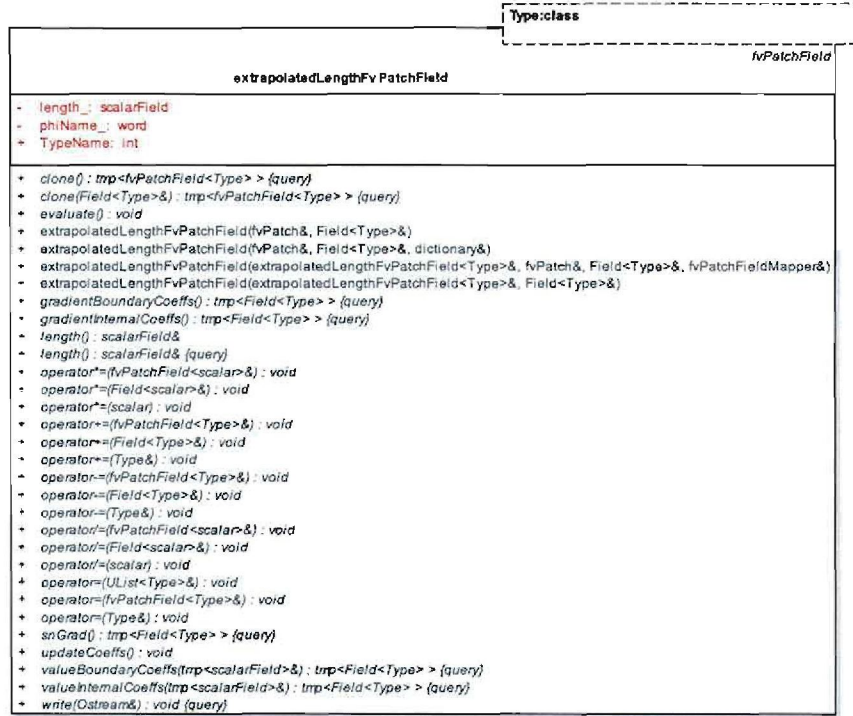 Type:class
fvPatchField
extrapolatedLengthFvPatchField
- length_: scalarField
- phiName_: word
+ TypeName: int
+ clone() : tmp<fvPatchField<Type> > {query}
+ clone(Field<Type>&) : tmp<fvPatchField<Type> > {query}
+ evaluate() : void
+ extrapolatedLengthFvPatchField(fvPatch&, Field<Type>&)
+ extrapolatedLengthFvPatchField(fvPatch&, Field<Type>&, dictionary&)
+ extrapolatedLengthFvPatchField(extrapolatedLengthFvPatchField<Type>&, fvPatch&, Field<Type>&, fvPatchFieldMapper&)
+ extrapolatedLengthFvPatchField(extrapolatedLengthFvPatchField<Type>&, Field<Type>&)
+ gradientBoundaryCoeffs() : tmp<Field<Type> > {query}
+ gradientInternalCoeffs() : tmp<Field<Type> > {query}
+ length() : scalarField&
+ length() : scalarField& {query}
+ operator*=(fvPatchField<scalar>&) : void
+ operator*=(Field<scalar>&) : void
+ operator*=(scalar) : void
+ operator+=(fvPatchField<Type>&) : void
+ operator+=(Field<Type>&) : void
+ operator+=(Type&) : void
+ operator-=(fvPatchField<Type>&) : void
+ operator-=(Field<Type>&) : void
+ operator-=(Type&) : void
+ operator/=(fvPatchField<scalar>&) : void
+ operator/=(Field<scalar>&) : void
+ operator/=(scalar) : void
+ operator=(UList<Type>&) : void
+ operator=(fvPatchField<Type>&) : void
+ operator=(Type&) : void
+ snGrad() : tmp<Field<Type> > {query}
+ updateCoeffs() : void
+ valueBoundaryCoeffs(tmp<scalarField>&) : tmp<Field<Type> > {query}
+ valueInternalCoeffs(tmp<scalarField>&) : tmp<Field<Type> > {query}
+ write(Ostream&) : void {query}